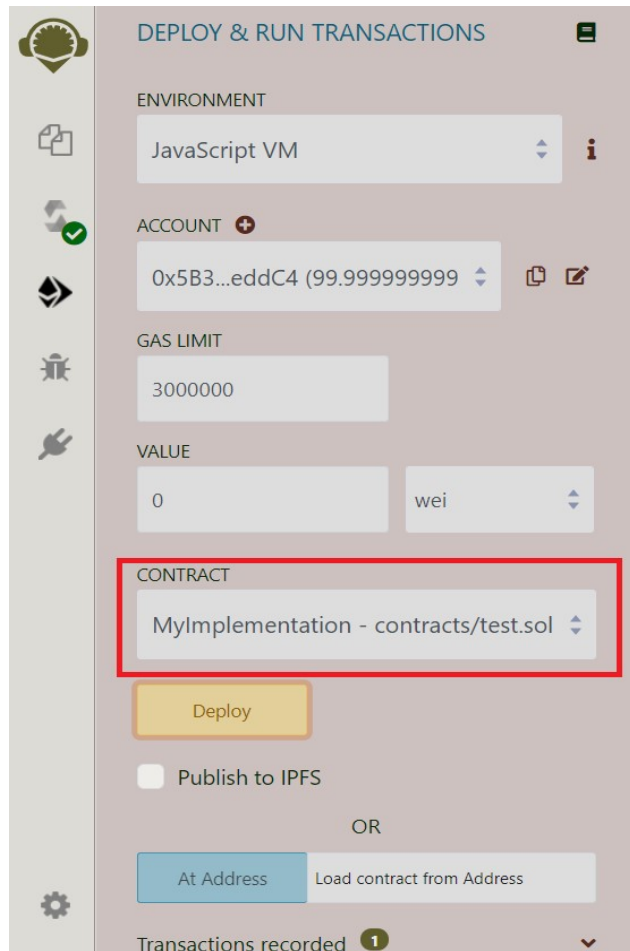 DEPLOY & RUN TRANSACTIONS
ENVIRONMENT
JavaScript VM
i
ACCOUNT
0x5B3...eddC4 (99.999999999
GAS LIMIT
3000000
VALUE
0
wei
CONTRACT
MyImplementation - contracts/test.sol
Deploy
Publish to IPFS
OR
At Address
Load contract from Address
Transactions recorded 1